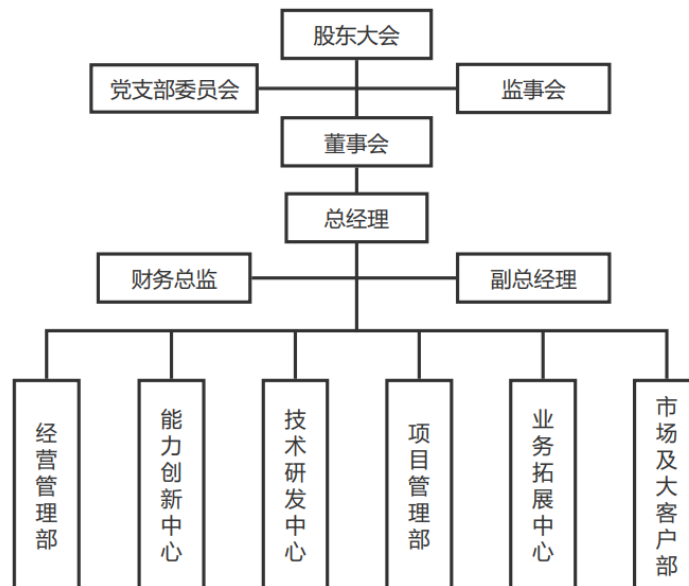 股东大会
党支部委员会
监事会
董事会
总经理
财务总监
副总经理
经营管理部
能力创新中心
技术研发中心
项目管理部
业务拓展中心
市场及大客户部